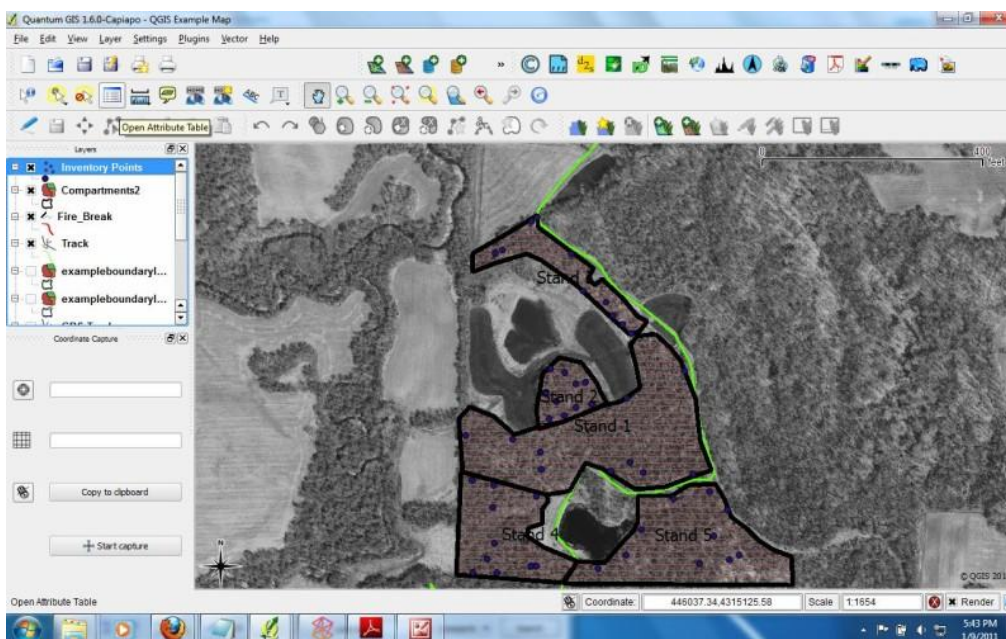 Quantum GIS 1.6.0-Capiapo - QGIS Example Map
File Edit View Layer Settings Plugins Vector Help
Open Attribute Table
Layers
Inventory Points
Compartments2
Fire_Break
Track
exampleboundaryl...
exampleboundaryl...
Coordinate Capture
Copy to clipboard
Start capture
0 400
feet
Stand
Stand 2
Stand 1
Stand 4
Stand 5
N
© QGIS 201
Open Attribute Table
Coordinate: 446037.34,4315125.58 Scale 1:1654 Render
5:43 PM